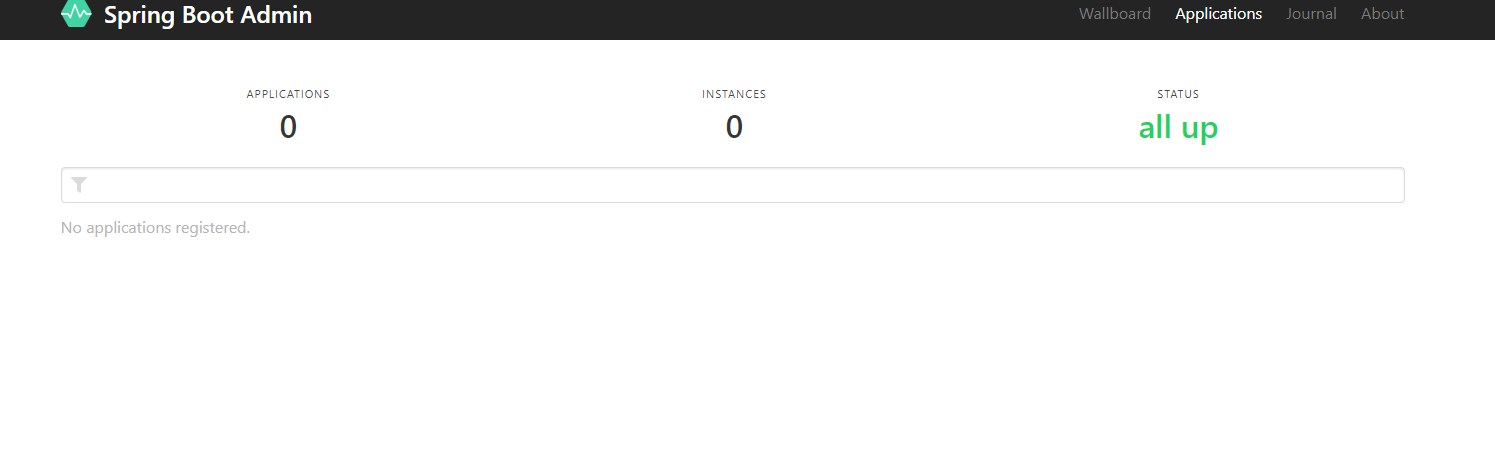 Spring Boot Admin Wallboard Applications Journal About
APPLICATIONS INSTANCES STATUS
0 0 all up
No applications registered.